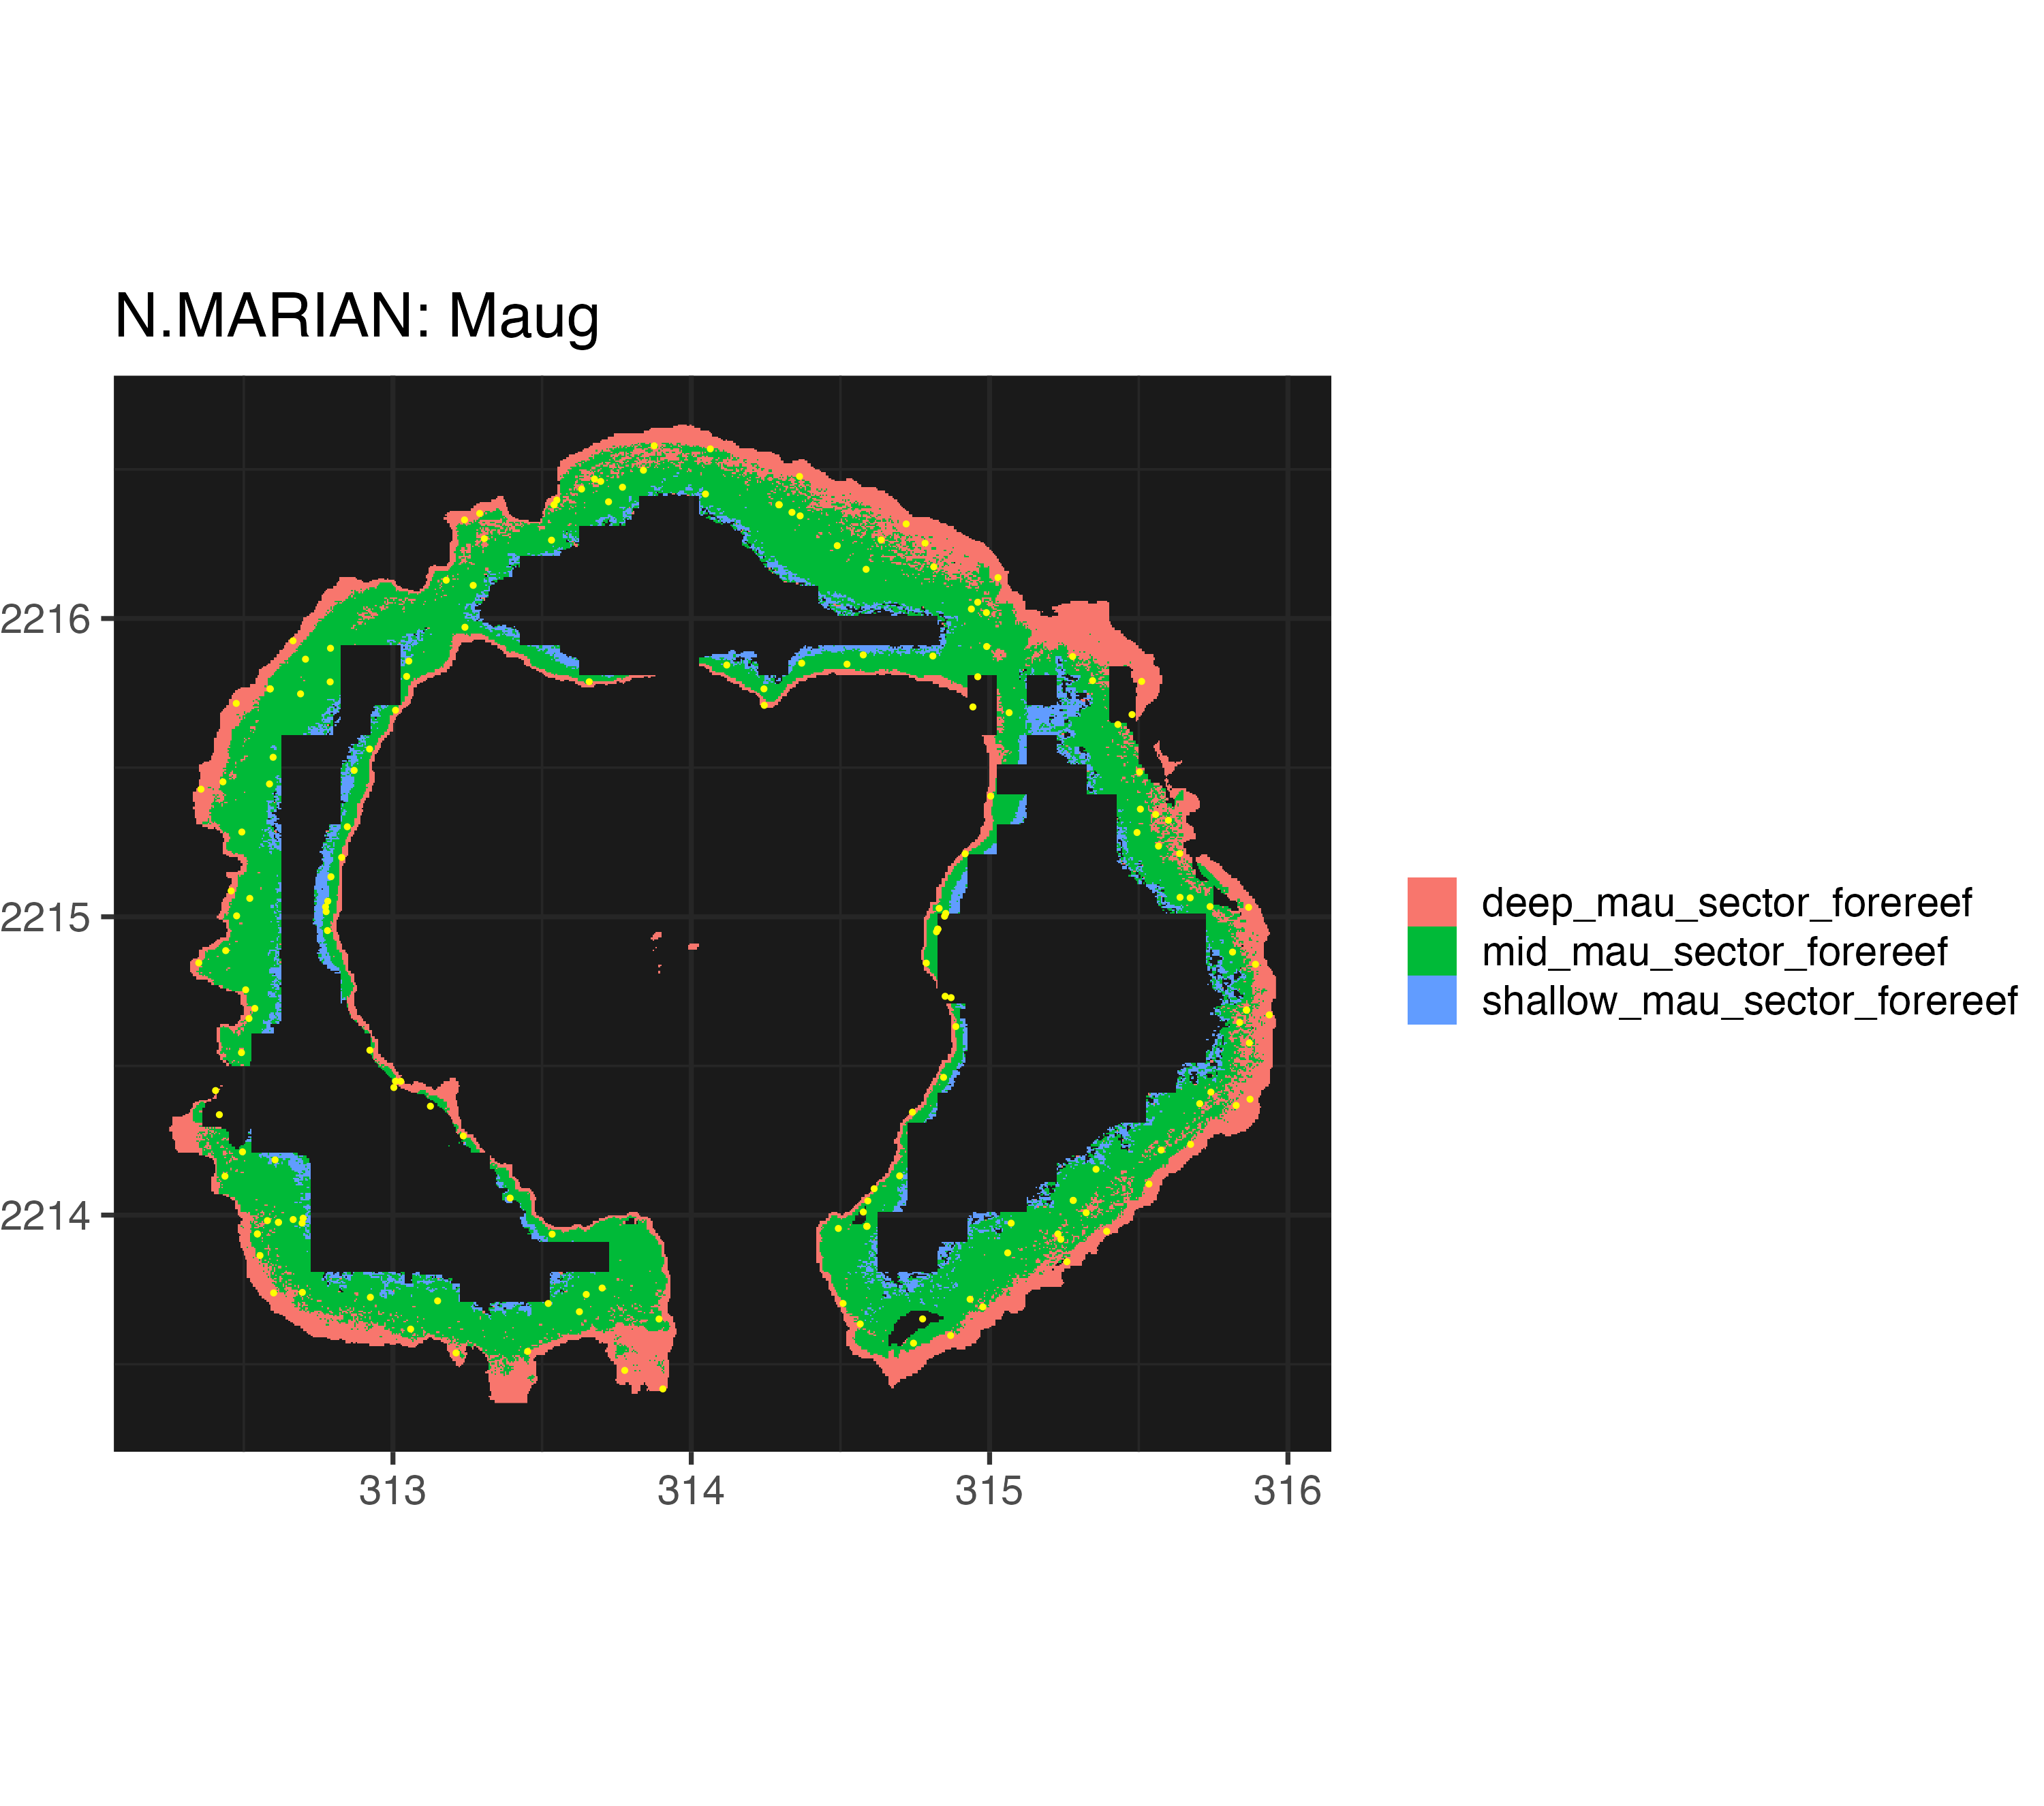 N.MARIAN: Maug
2216
2215
2214
313 314 315 316
deep_mau_sector_forereef
mid_mau_sector_forereef
shallow_mau_sector_forereef